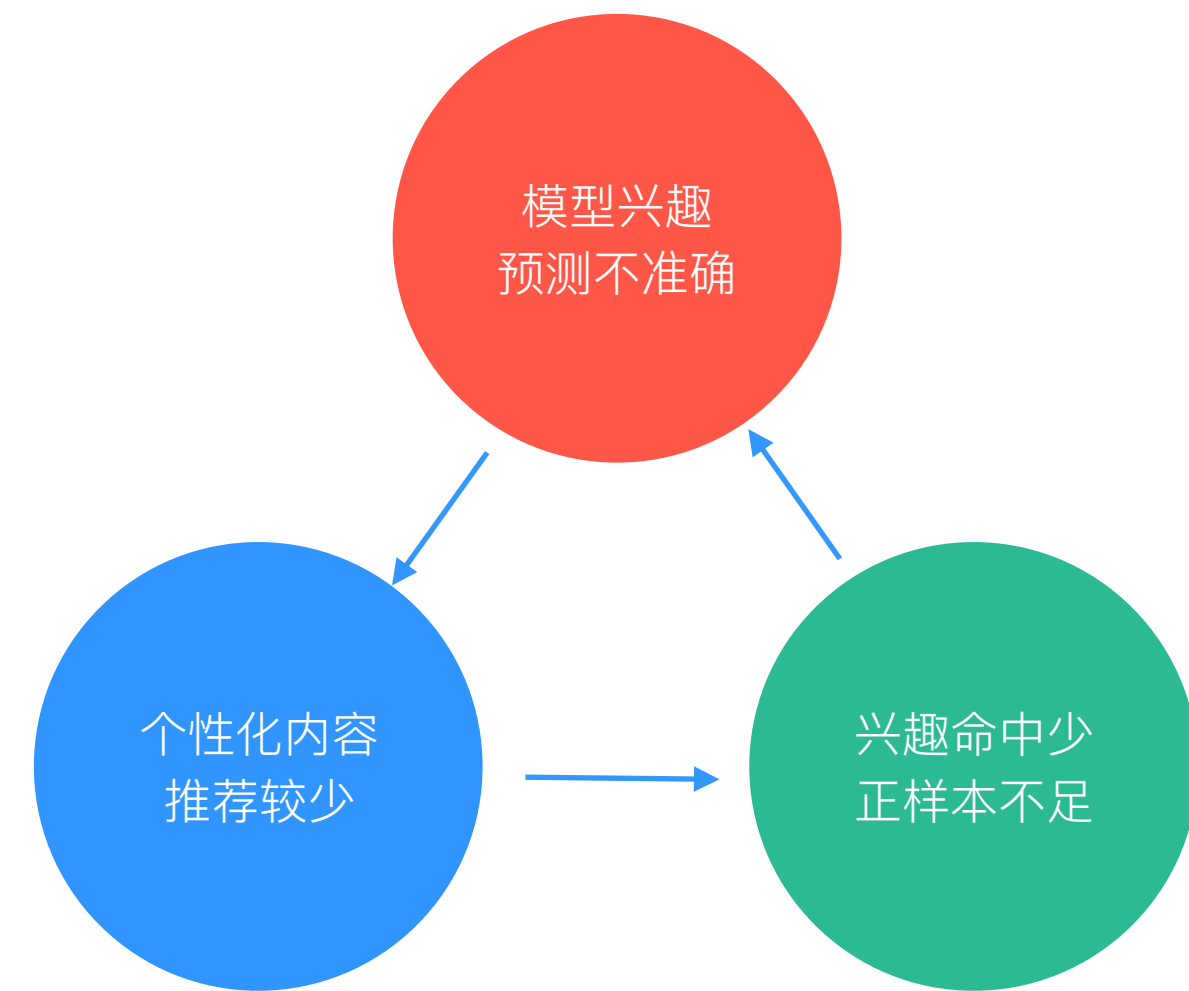 模型兴趣
预测不准确
个性化内容
推荐较少
兴趣命中少
正样本不足